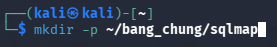 ┌──(kali㉿kali)-[~]
└─$ mkdir -p ~/bang_chung/sqlmap